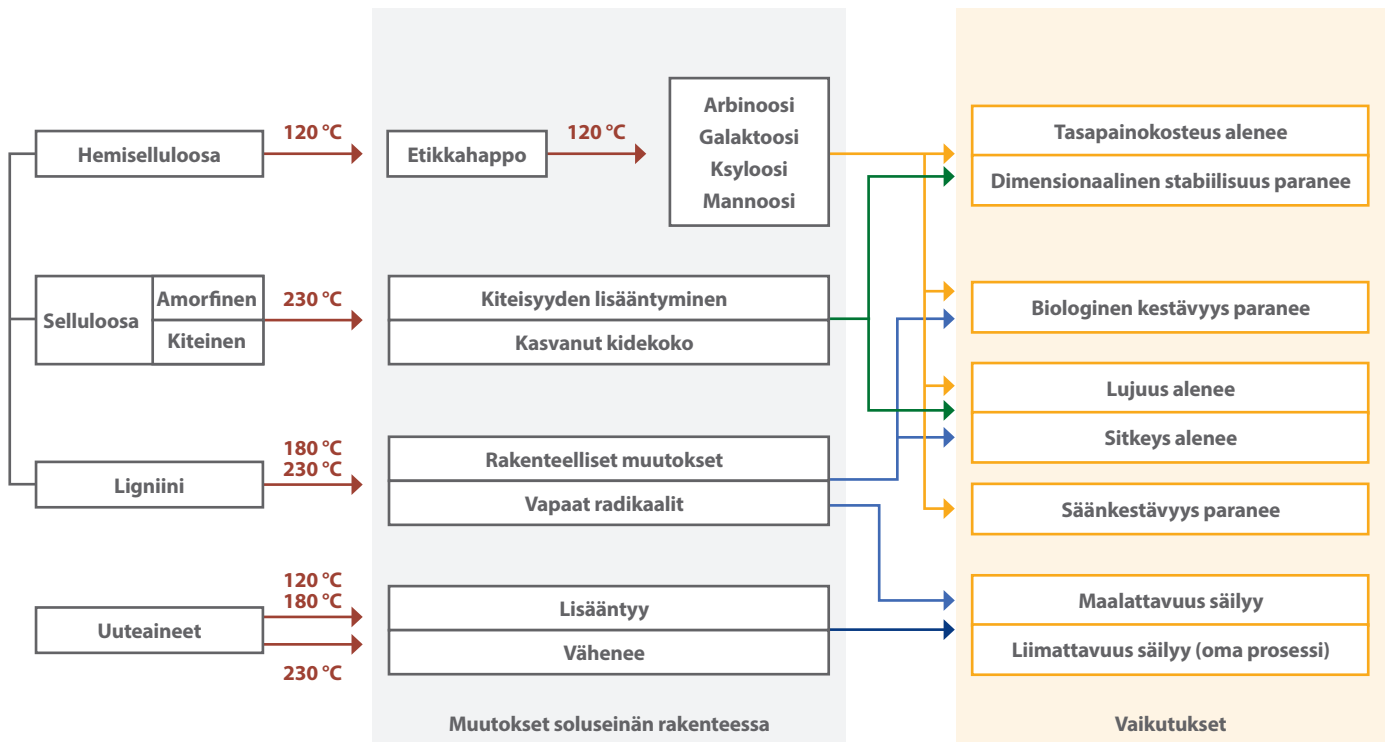 Hemiselluloosa
120 °C
Etikkahappo
120 °C
Arbinoosi
Galaktoosi
Ksyloosi
Mannoosi
Tasapainokosteus alenee
Dimensionaalinen stabiilisuus paranee
Selluloosa
Amorfinen
Kiteinen
230 °C
Kiteisyyden lisääntyminen
Kasvanut kidekoko
Biologinen kestävyys paranee
Lujuus alenee
Sitkeys alenee
Ligniini
180 °C
230 °C
Rakenteelliset muutokset
Vapaat radikaalit
Säänkestävyys paranee
Uuteaineet
120 °C
180 °C
230 °C
Lisääntyy
Vähenee
Maalattavuus säilyy
Liimattavuus säilyy (oma prosessi)
Muutokset soluseinän rakenteessa
Vaikutukset